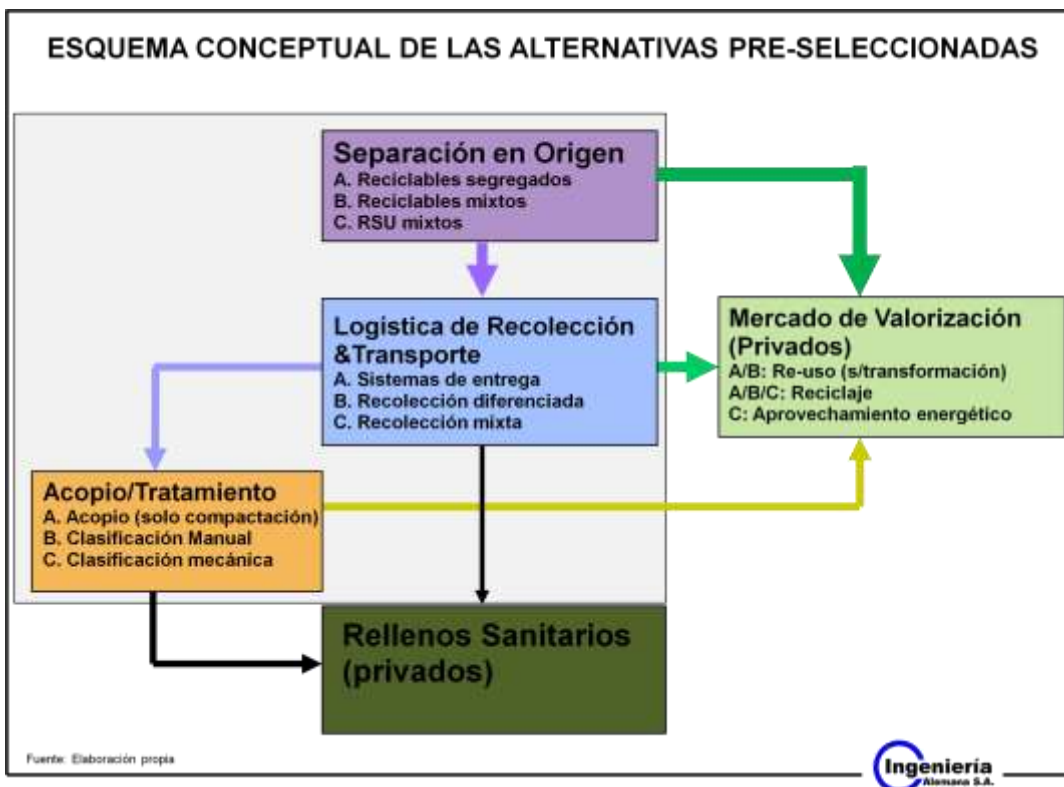 ESQUEMA CONCEPTUAL DE LAS ALTERNATIVAS PRE-SELECCIONADAS
Separación en Origen
A. Reciclables segregados
B. Reciclables mixtos
C. RSU mixtos
Logística de Recolección
&Transporte
A. Sistemas de entrega
B. Recolección diferenciada
C. Recolección mixta
Mercado de Valorización
(Privados)
A/B: Re-uso (s/transformación)
A/B/C: Reciclaje
C: Aprovechamiento energético
Acopio/Tratamiento
A. Acopio (solo compactación)
B. Clasificación Manual
C. Clasificación mecánica
Rellenos Sanitarios
(privados)
Fuente: Elaboración propia
Ingeniería
Alemana S.A.